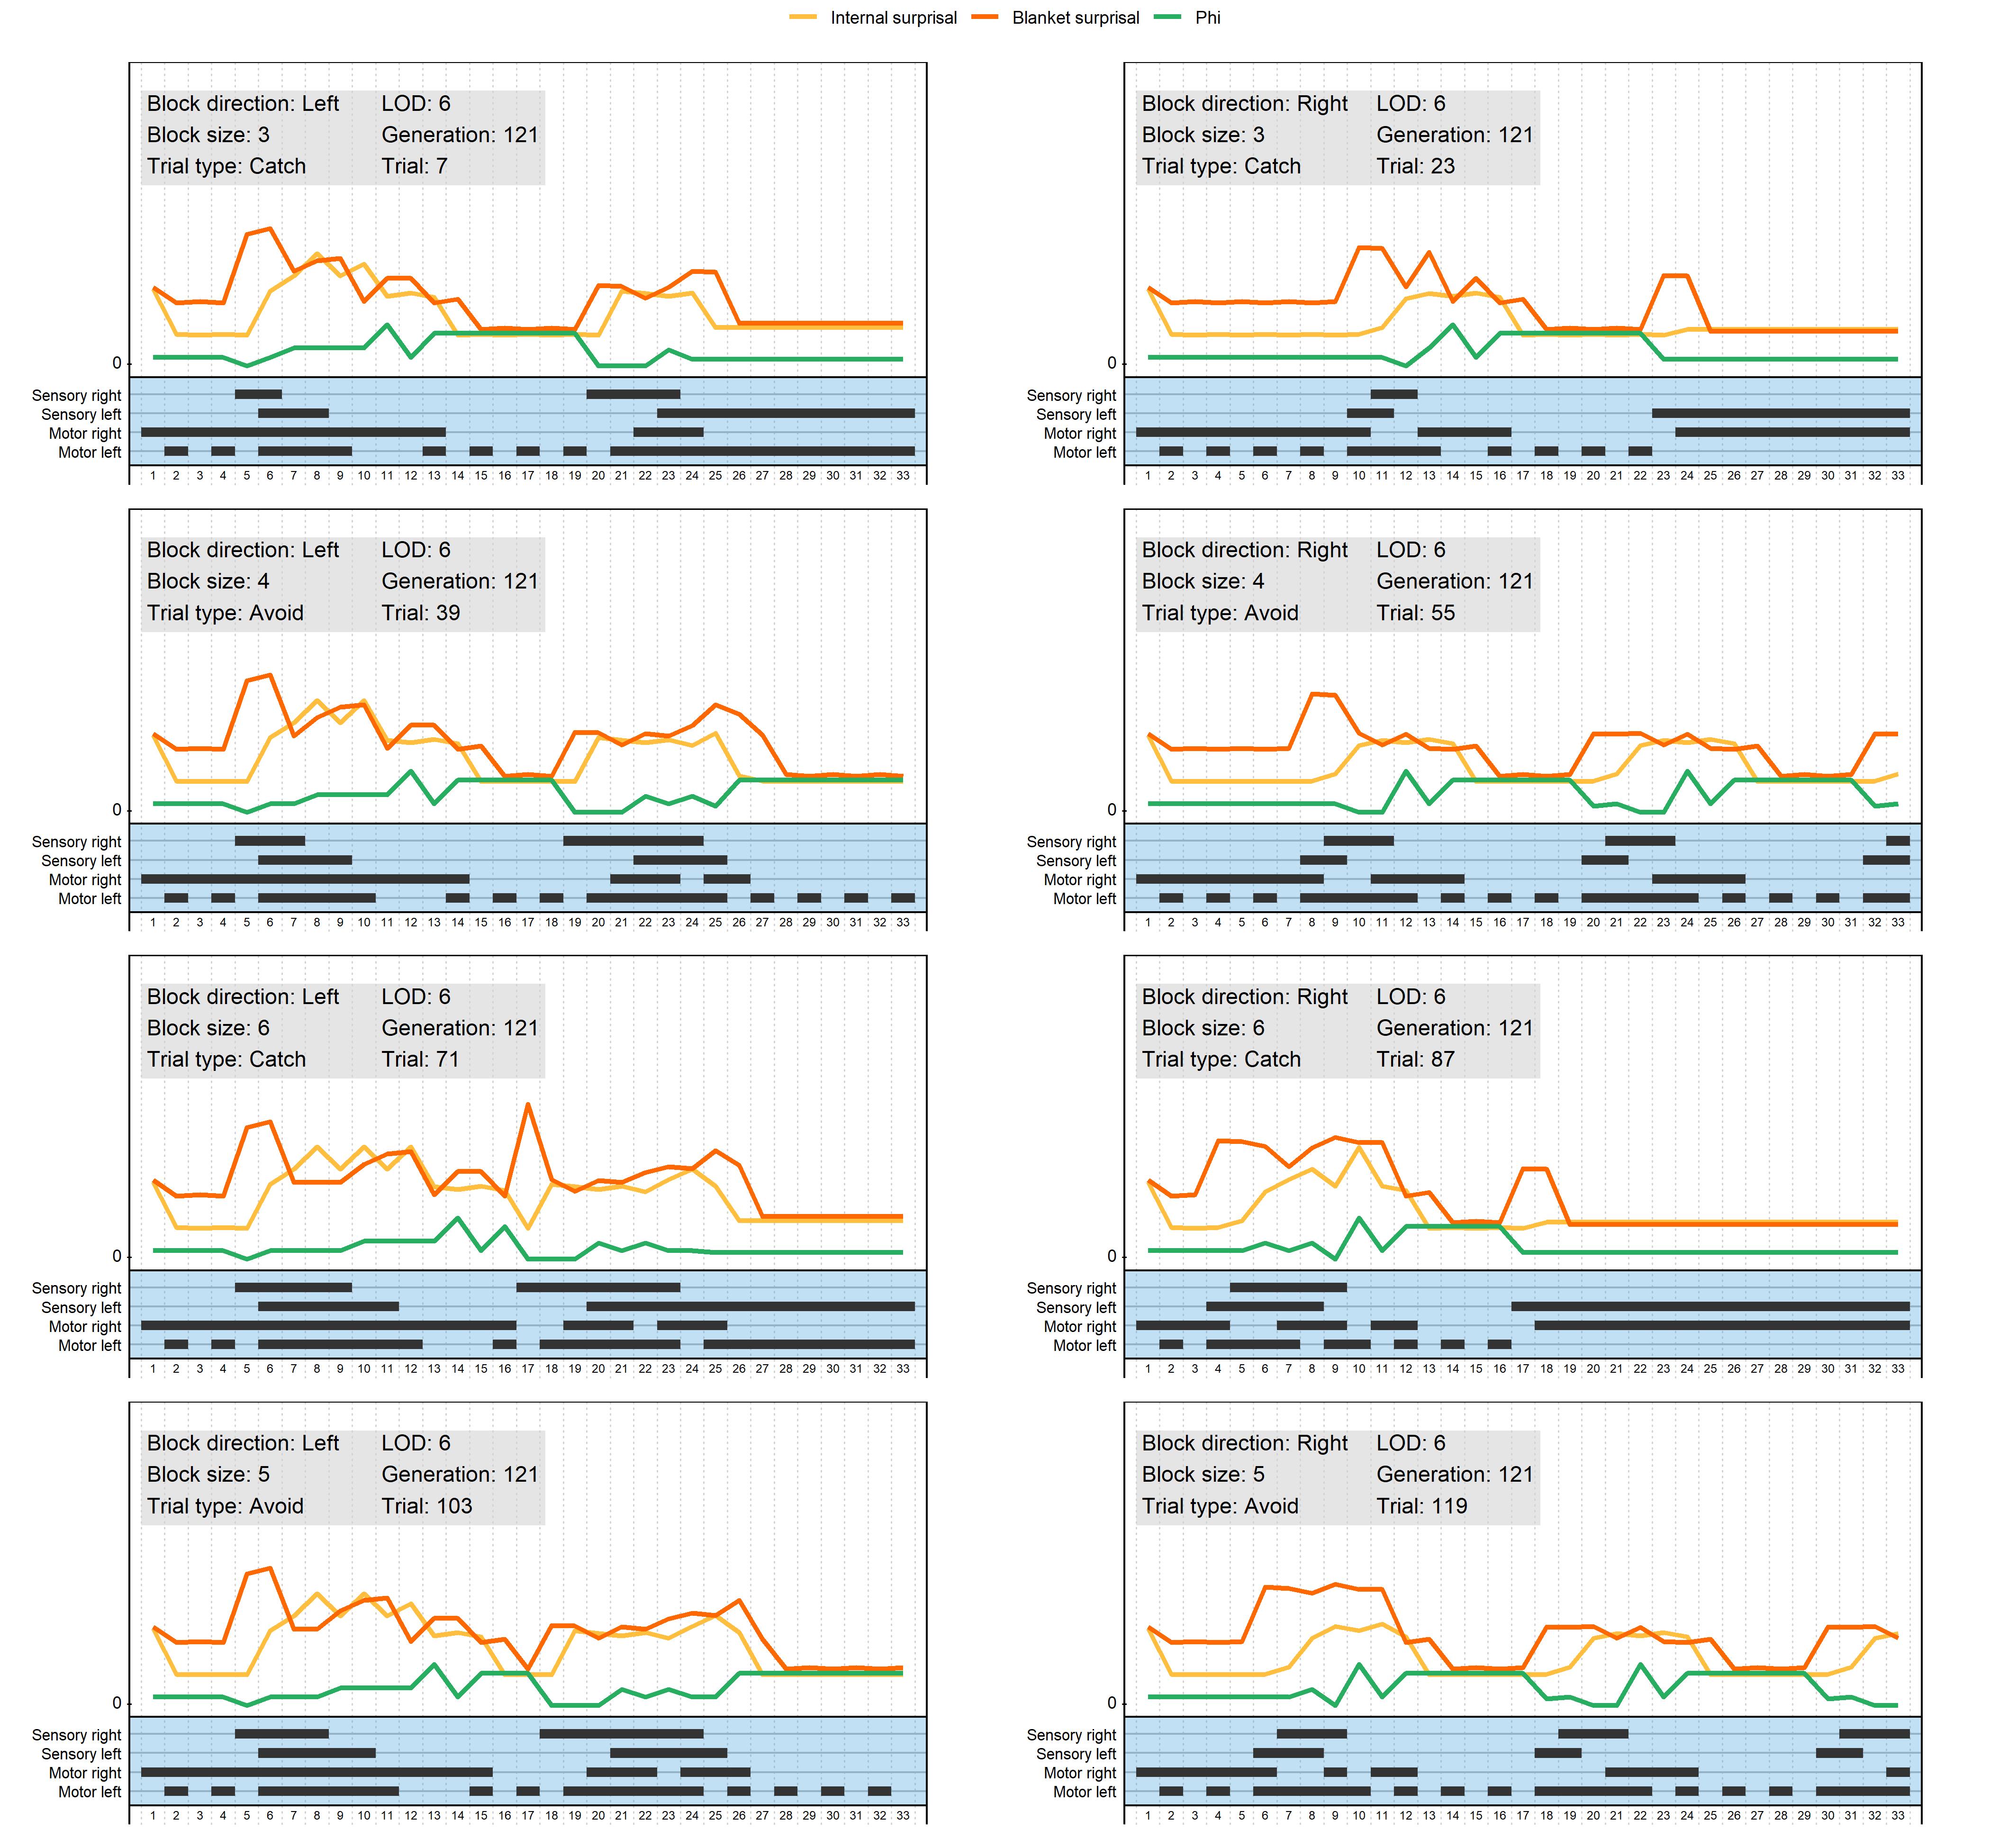 Internal surprisal Blanket surprisal Phi
Block direction: Left LOD: 6
Block size: 3 Generation: 121
Trial type: Catch Trial: 7
0
Sensory right
Sensory left
Motor right
Motor left
1 2 3 4 5 6 7 8 9 10 11 12 13 14 15 16 17 18 19 20 21 22 23 24 25 26 27 28 29 30 31 32 33
Block direction: Right LOD: 6
Block size: 3 Generation: 121
Trial type: Catch Trial: 23
0
Sensory right
Sensory left
Motor right
Motor left
1 2 3 4 5 6 7 8 9 10 11 12 13 14 15 16 17 18 19 20 21 22 23 24 25 26 27 28 29 30 31 32 33
Block direction: Left LOD: 6
Block size: 4 Generation: 121
Trial type: Avoid Trial: 39
0
Sensory right
Sensory left
Motor right
Motor left
1 2 3 4 5 6 7 8 9 10 11 12 13 14 15 16 17 18 19 20 21 22 23 24 25 26 27 28 29 30 31 32 33
Block direction: Right LOD: 6
Block size: 4 Generation: 121
Trial type: Avoid Trial: 55
0
Sensory right
Sensory left
Motor right
Motor left
1 2 3 4 5 6 7 8 9 10 11 12 13 14 15 16 17 18 19 20 21 22 23 24 25 26 27 28 29 30 31 32 33
Block direction: Left LOD: 6
Block size: 6 Generation: 121
Trial type: Catch Trial: 71
0
Sensory right
Sensory left
Motor right
Motor left
1 2 3 4 5 6 7 8 9 10 11 12 13 14 15 16 17 18 19 20 21 22 23 24 25 26 27 28 29 30 31 32 33
Block direction: Right LOD: 6
Block size: 6 Generation: 121
Trial type: Catch Trial: 87
0
Sensory right
Sensory left
Motor right
Motor left
1 2 3 4 5 6 7 8 9 10 11 12 13 14 15 16 17 18 19 20 21 22 23 24 25 26 27 28 29 30 31 32 33
Block direction: Left LOD: 6
Block size: 5 Generation: 121
Trial type: Avoid Trial: 103
0
Sensory right
Sensory left
Motor right
Motor left
1 2 3 4 5 6 7 8 9 10 11 12 13 14 15 16 17 18 19 20 21 22 23 24 25 26 27 28 29 30 31 32 33
Block direction: Right LOD: 6
Block size: 5 Generation: 121
Trial type: Avoid Trial: 119
0
Sensory right
Sensory left
Motor right
Motor left
1 2 3 4 5 6 7 8 9 10 11 12 13 14 15 16 17 18 19 20 21 22 23 24 25 26 27 28 29 30 31 32 33